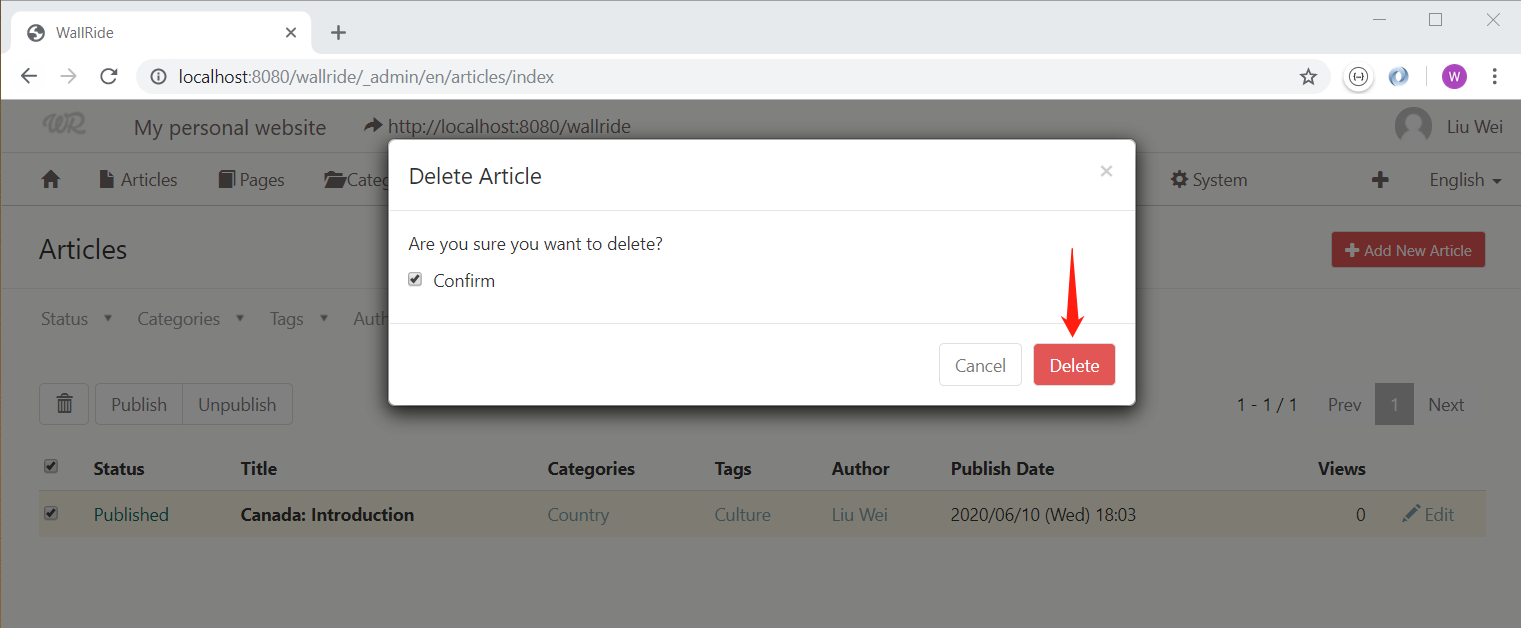 WallRide
localhost:8080/wallride/_admin/en/articles/index
W
WR My personal website http://localhost:8080/wallride Liu Wei
Articles Pages Categ System English
Delete Article
Are you sure you want to delete?
Confirm
Cancel Delete
Articles Add New Article
Status Categories Tags Auth
Publish Unpublish 1 - 1 / 1 Prev 1 Next
Status Title Categories Tags Author Publish Date Views
Published Canada: Introduction Country Culture Liu Wei 2020/06/10 (Wed) 18:03 0 Edit